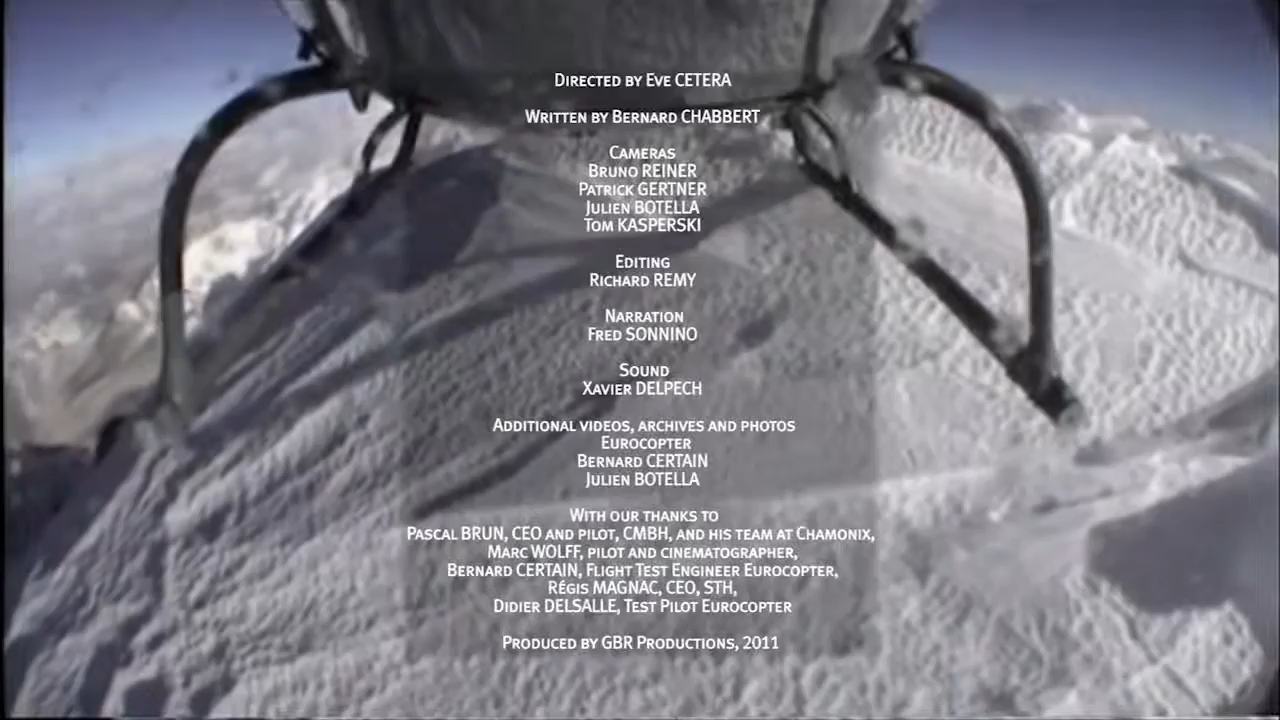 Directed by Eve CETERA
Written by Bernard CHABBERT
Cameras
Bruno REINER
Patrick GERTNER
Julien BOTELLA
Tom KASPERSKI
Editing
Richard REMY
Narration
Fred SONNINO
Sound
Xavier DELPECH
Additional videos, archives and photos
Eurocopter
Bernard CERTAIN
Julien BOTELLA
With our thanks to
Pascal BRUN, CEO and pilot, CMBH, and his team at Chamonix,
Marc WOLFF, pilot and cinematographer,
Bernard CERTAIN, Flight Test Engineer Eurocopter,
Régis MAGNAC, CEO, STH,
Didier DELSALLE, Test Pilot Eurocopter
Produced by GBR Productions, 2011